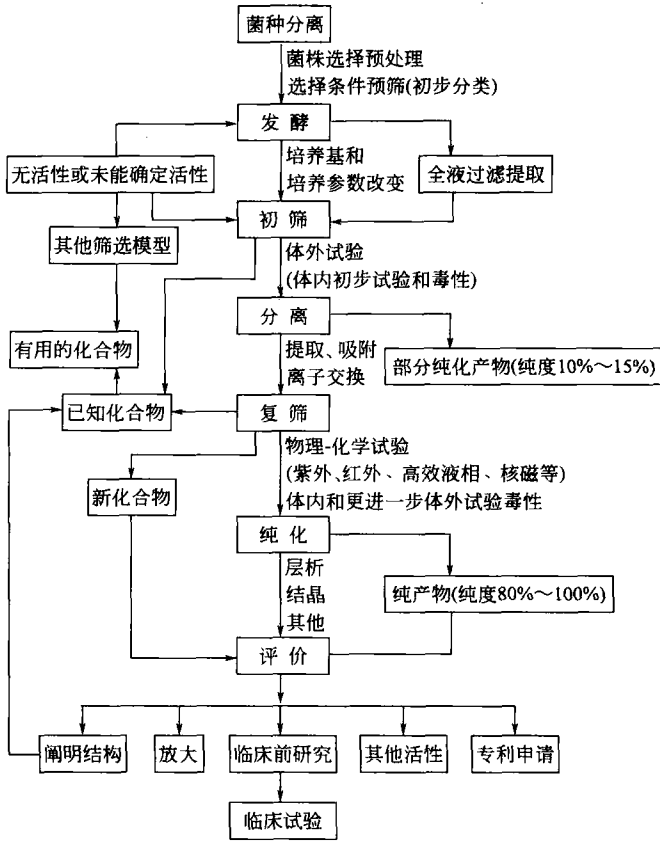 菌种分离
菌株选择预处理
选择条件预筛(初步分类)
发酵
无活性或未能确定活性
培养基和
培养参数改变
全液过滤提取
初筛
其他筛选模型
体外试验
(体内初步试验和毒性)
分离
有用的化合物
提取、吸附
离子交换
部分纯化产物(纯度10%～15%)
已知化合物
复筛
物理-化学试验
(紫外、红外、高效液相、核磁等)
体内和更进一步体外试验毒性
新化合物
纯化
层析
结晶
其他
纯产物(纯度80%～100%)
评价
阐明结构
放大
临床前研究
其他活性
专利申请
临床试验